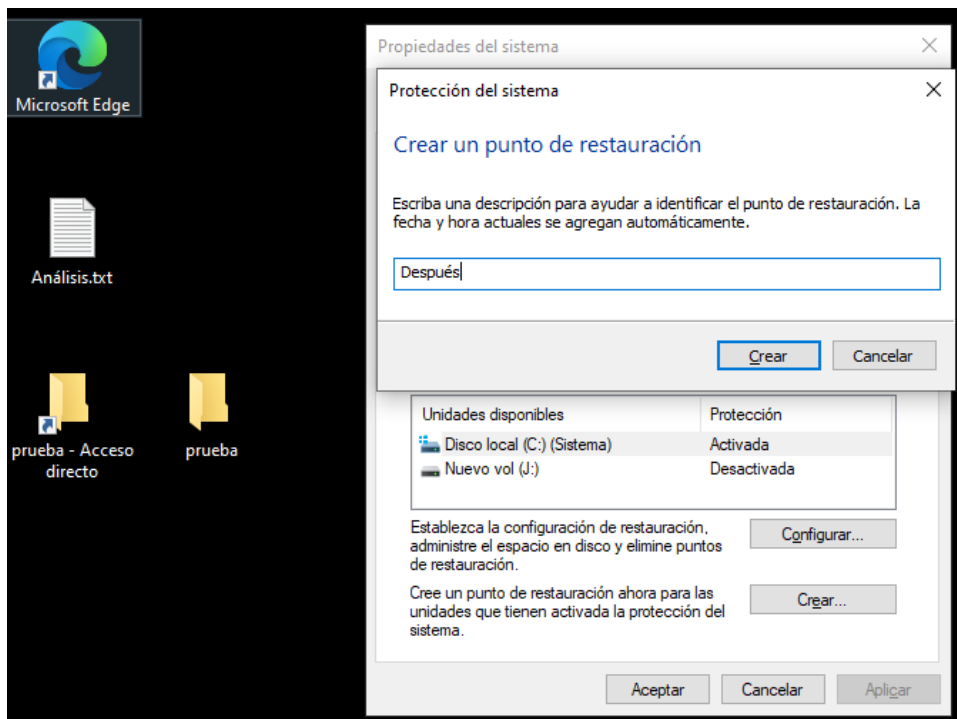 Microsoft Edge
Análisis.txt
prueba - Acceso
directo
prueba
Propiedades del sistema
Protección del sistema
Crear un punto de restauración
Escriba una descripción para ayudar a identificar el punto de restauración. La
fecha y hora actuales se agregan automáticamente.
Después
Crear
Cancelar
Unidades disponibles
Protección
Disco local (C:) (Sistema)
Activada
Nuevo vol (J:)
Desactivada
Establezca la configuración de restauración,
administre el espacio en disco y elimine puntos
de restauración.
Configurar...
Cree un punto de restauración ahora para las
unidades que tienen activada la protección del
sistema.
Crear...
Aceptar
Cancelar
Aplicar